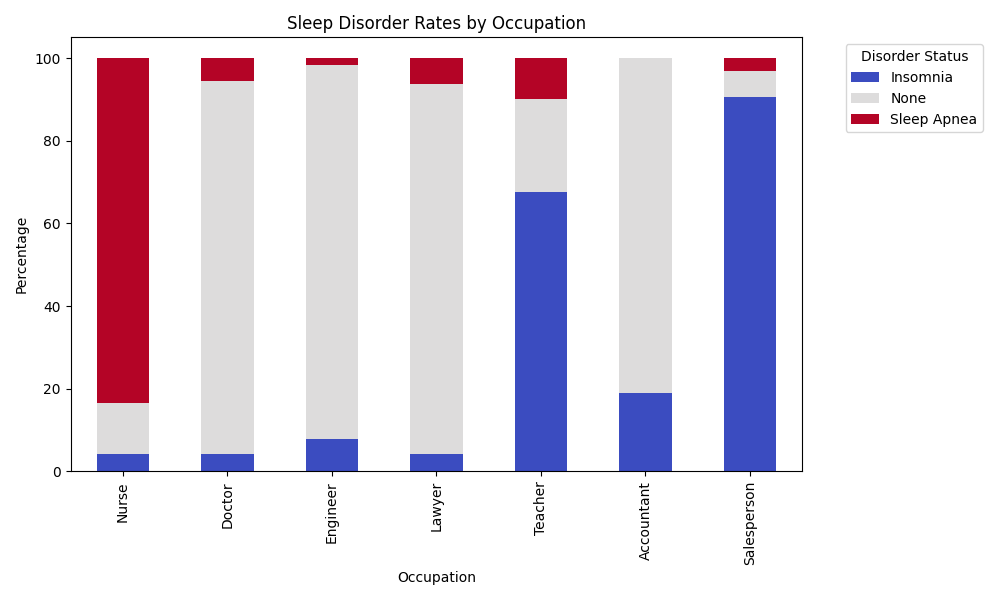 Sleep Disorder Rates by Occupation
Disorder Status
Insomnia
None
Sleep Apnea
Percentage
100
80
60
40
20
0
Nurse
Doctor
Engineer
Lawyer
Teacher
Accountant
Salesperson
Occupation